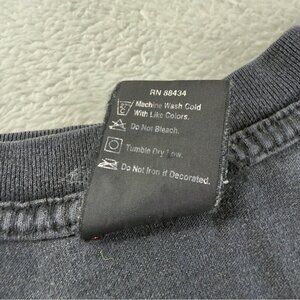 RN 88434
Machine Wash Cold
With Like Colors.
Do Not Bleach.
Tumble Dry Low.
Do Not Iron if Decorated.